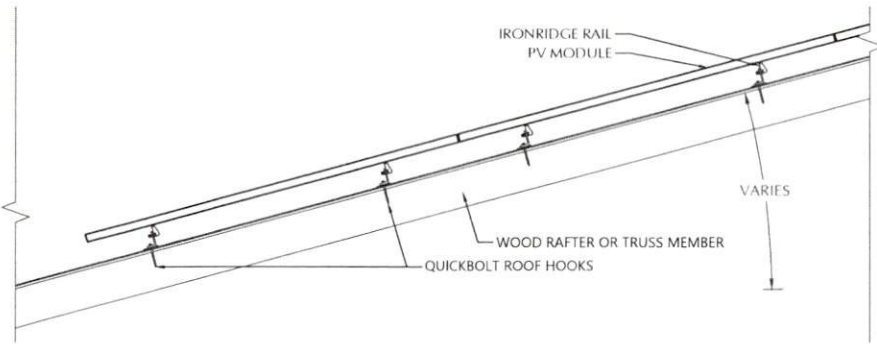 IRONRIDGE RAIL
PV MODULE
VARIES
WOOD RAFTER OR TRUSS MEMBER
QUICKBOLT ROOF HOOKS